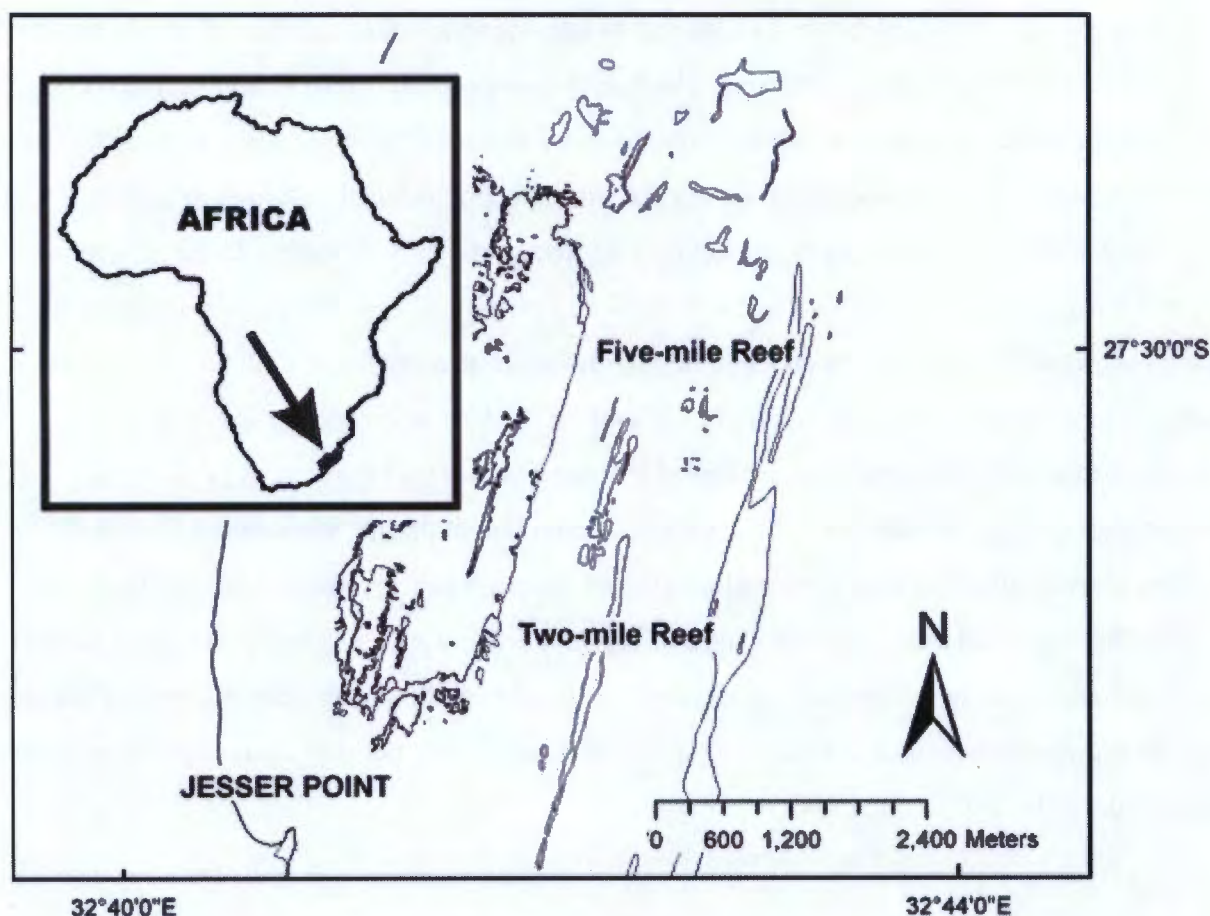 AFRICA
Five-mile Reef
27°30'0"S
Two-mile Reef
N
JESSER POINT
0 600 1,200 2,400 Meters
32°40'0"E 32°44'0"E